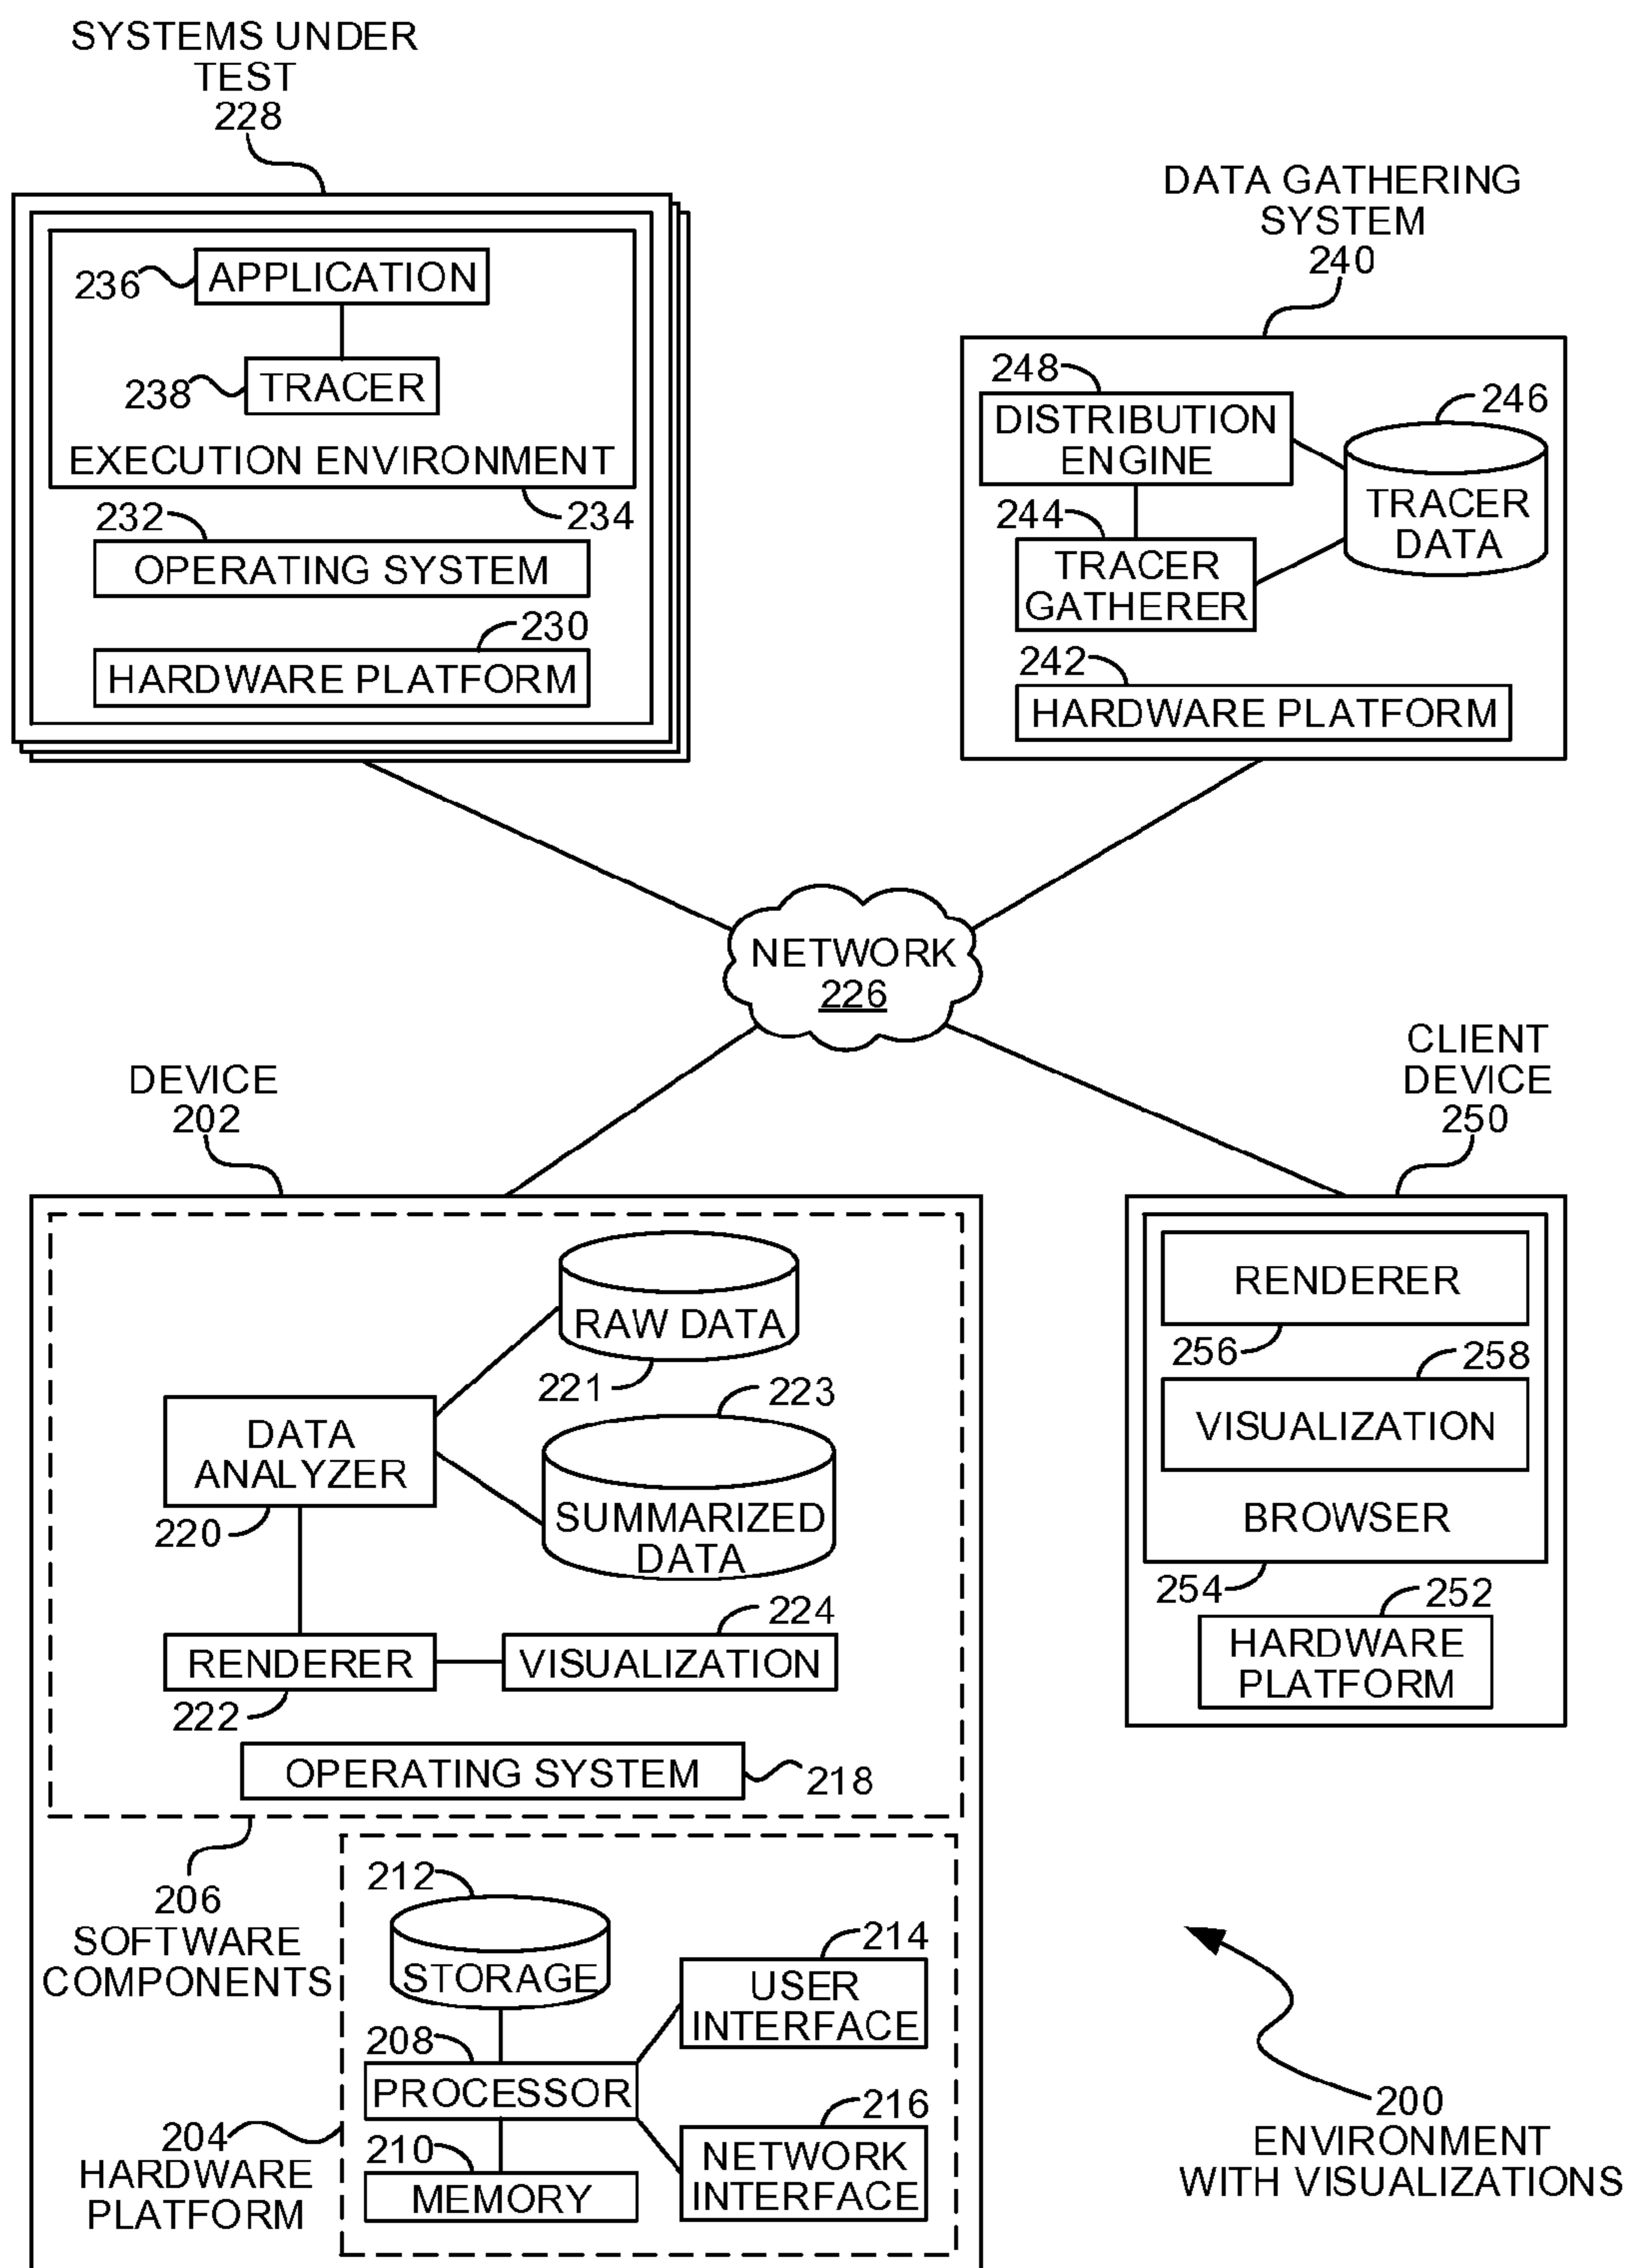 SYSTEMS UNDER
TEST
228
236
APPLICATION
238
TRACER
EXECUTION ENVIRONMENT
232
234
OPERATING SYSTEM
230
HARDWARE PLATFORM
DATA GATHERING
SYSTEM
240
248
246
DISTRIBUTION
ENGINE
TRACER
DATA
244
TRACER
GATHERER
242
HARDWARE PLATFORM
NETWORK
226
DEVICE
202
RAW DATA
221
223
DATA
ANALYZER
220
SUMMARIZED
DATA
224
RENDERER
VISUALIZATION
222
OPERATING SYSTEM
218
206
SOFTWARE
COMPONENTS
212
STORAGE
214
USER
INTERFACE
208
PROCESSOR
216
NETWORK
INTERFACE
204
HARDWARE
PLATFORM
210
MEMORY
CLIENT
DEVICE
250
RENDERER
256
258
VISUALIZATION
BROWSER
254
252
HARDWARE
PLATFORM
200
ENVIRONMENT
WITH VISUALIZATIONS